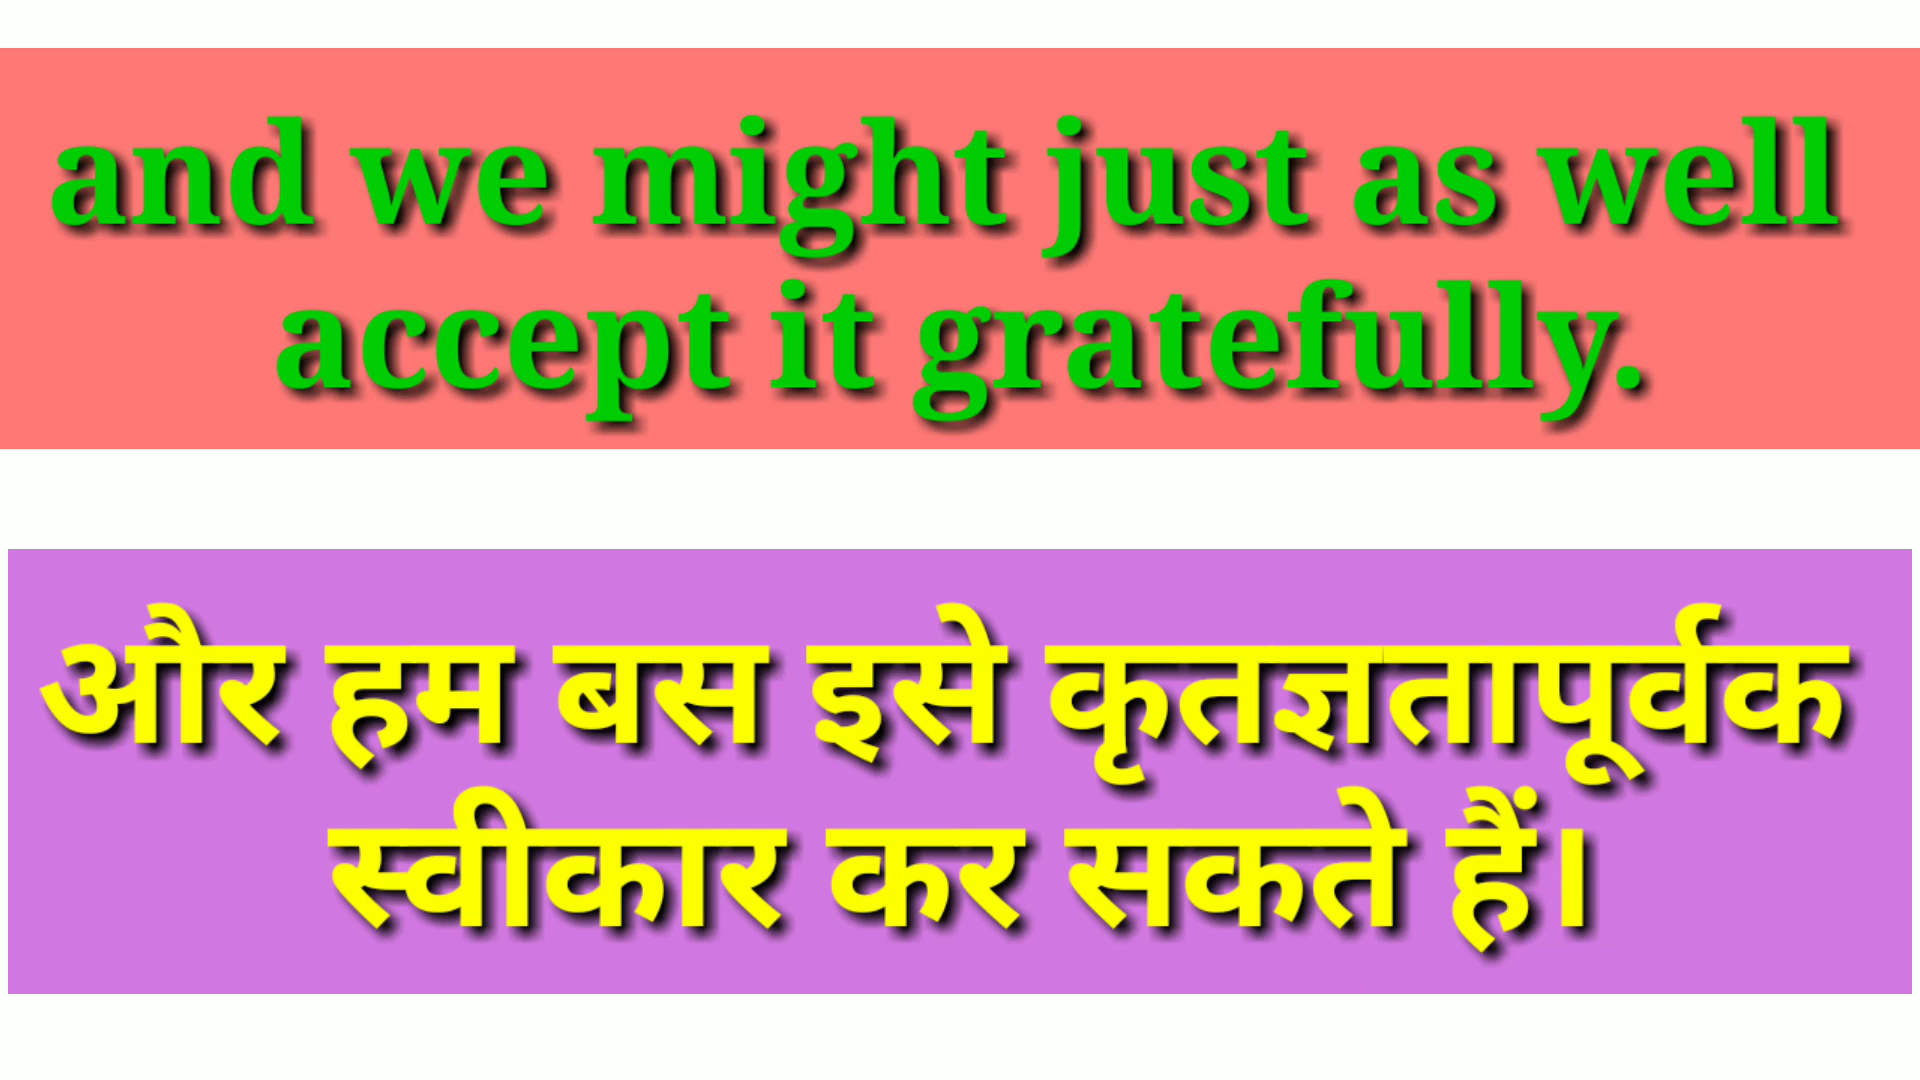 and we might just as well
accept it gratefully.
और हम बस इसे कृतज्ञतापूर्वक
स्वीकार कर सकते हैं।